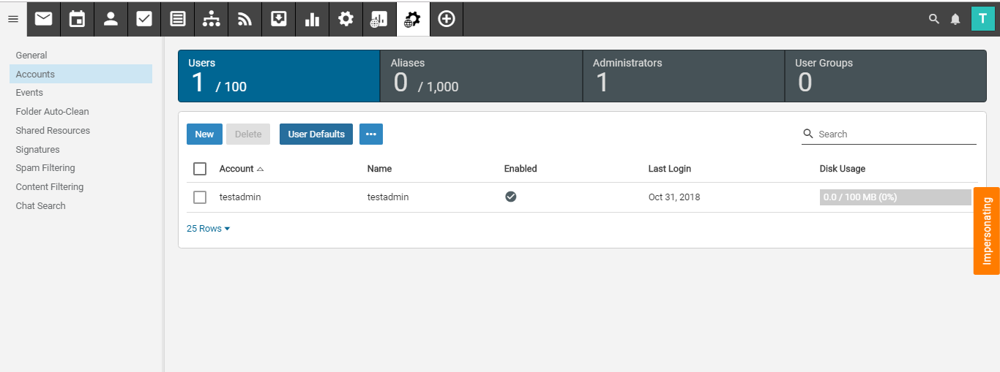 T
General
Accounts
Events
Folder Auto-Clean
Shared Resources
Signatures
Spam Filtering
Content Filtering
Chat Search
Users
1 / 100
Aliases
0 / 1,000
Administrators
1
User Groups
0
New Delete User Defaults •••
Search
Account Name Enabled Last Login Disk Usage
testadmin testadmin Oct 31, 2018 0.0 / 100 MB (0%)
25 Rows
Impersonating